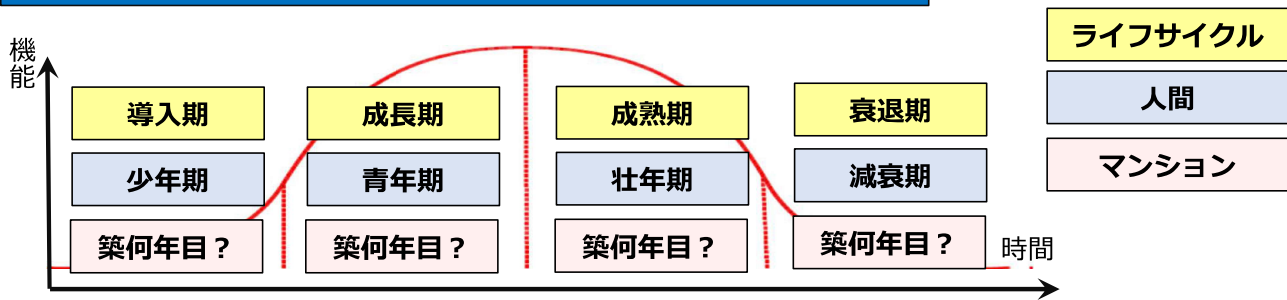 機能
導入期
成長期
成熟期
衰退期
少年期
青年期
壮年期
減衰期
築何年目？
築何年目？
築何年目？
築何年目？
時間
ライフサイクル
人間
マンション